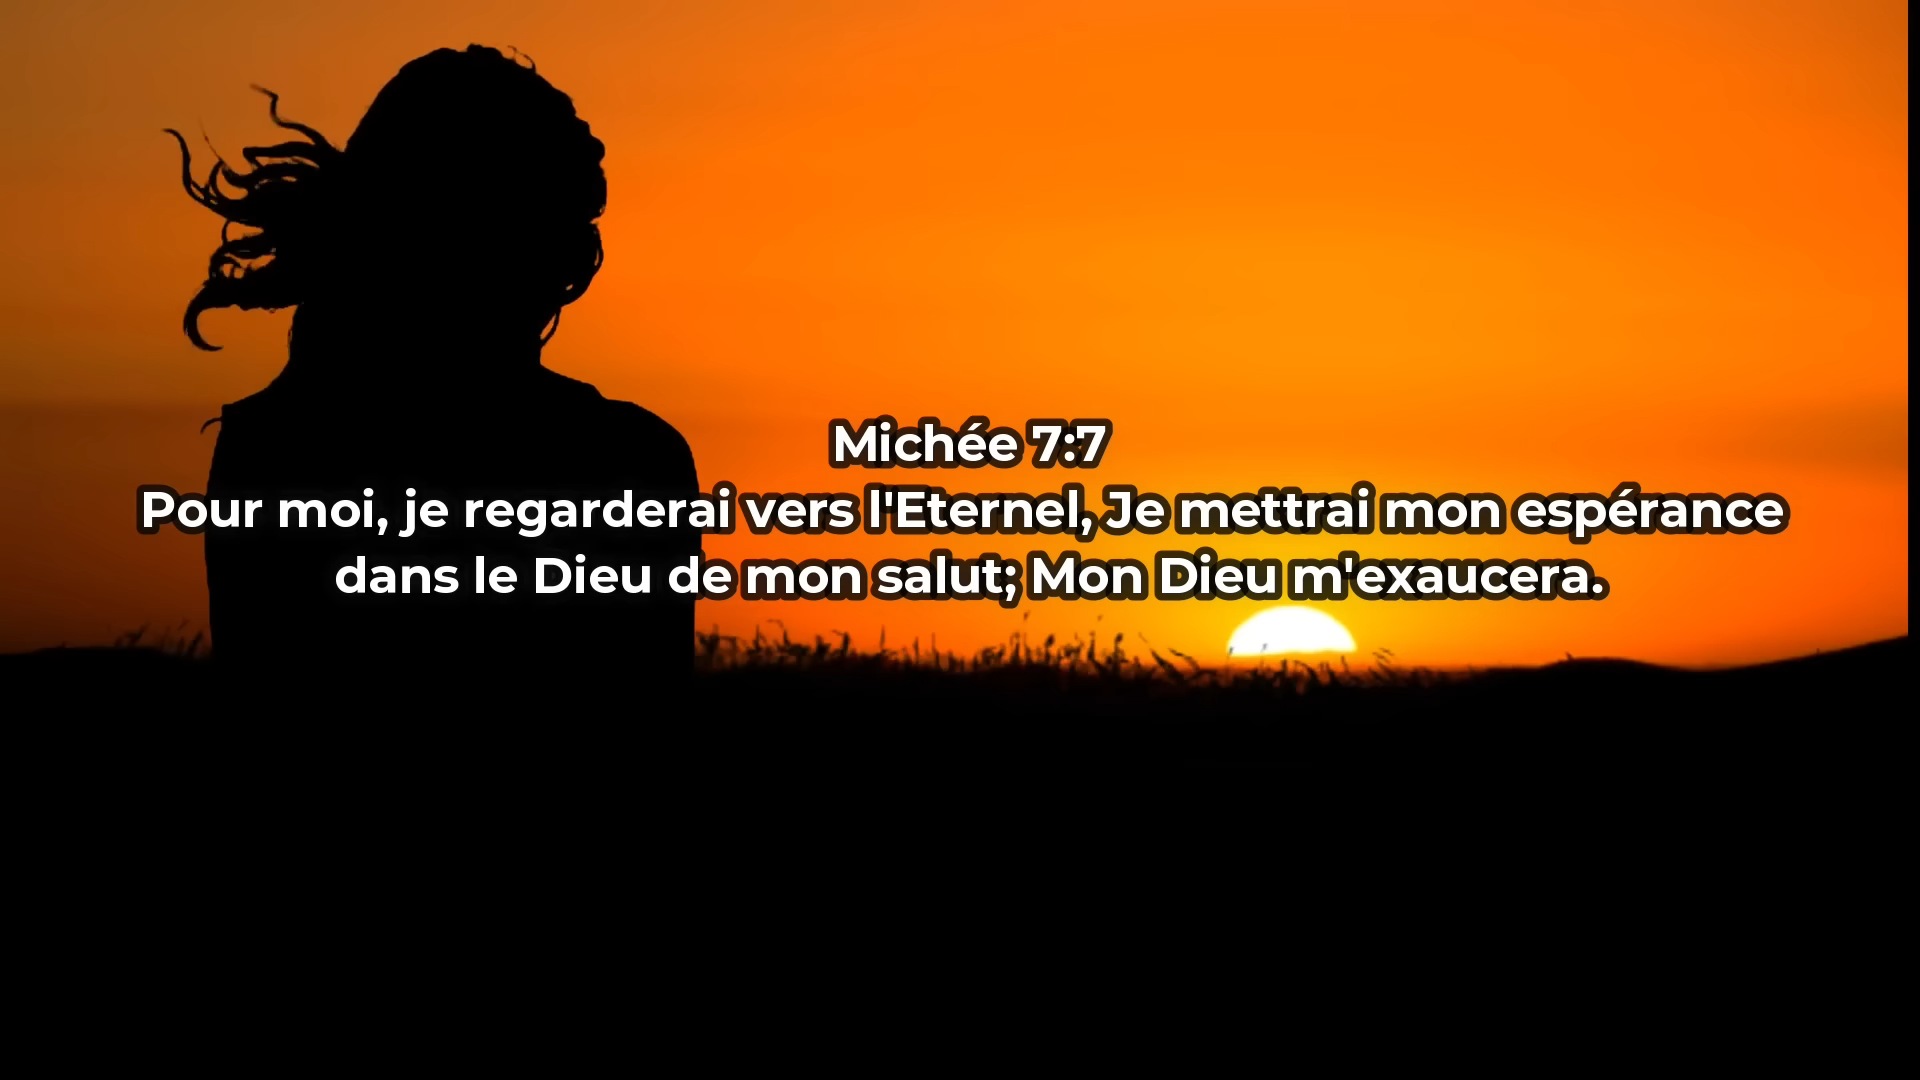 Michée 7:7
Pour moi, je regarderai vers l'Eternel, Je mettrai mon espérance
dans le Dieu de mon salut; Mon Dieu m'exaucera.